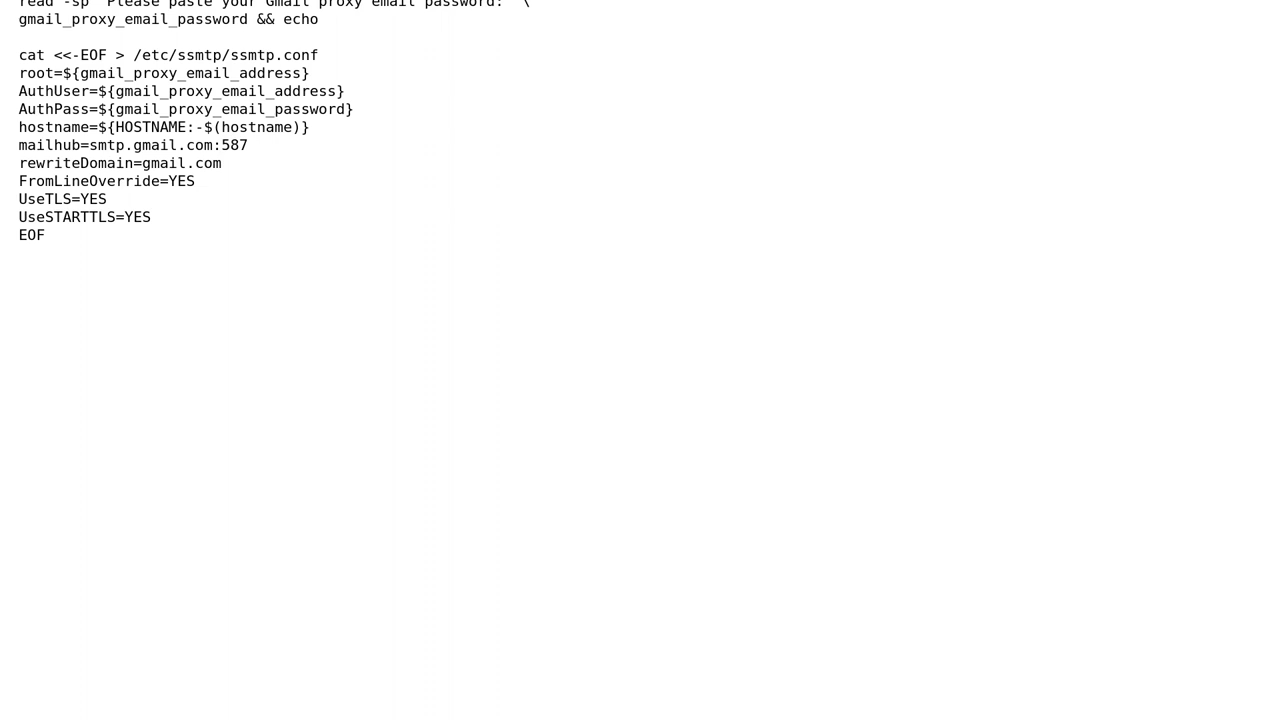 read -sp "Please paste your Gmail proxy email password: " \
gmail_proxy_email_password && echo

cat <<-EOF > /etc/ssmtp/ssmtp.conf
root=${gmail_proxy_email_address}
AuthUser=${gmail_proxy_email_address}
AuthPass=${gmail_proxy_email_password}
hostname=${HOSTNAME:-$(hostname)}
mailhub=smtp.gmail.com:587
rewriteDomain=gmail.com
FromLineOverride=YES
UseTLS=YES
UseSTARTTLS=YES
EOF